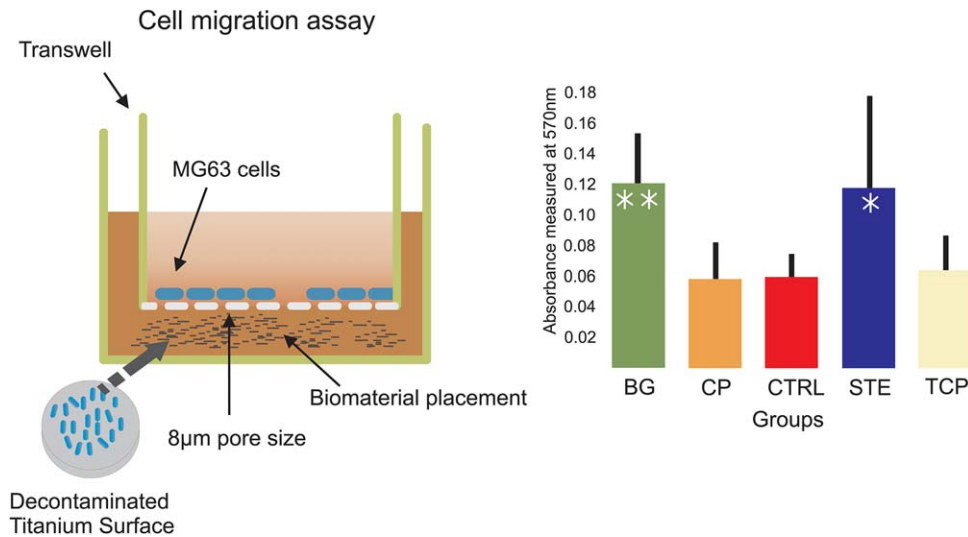 Cell migration assay
Transwell
MG63 cells
Biomaterial placement
8µm pore size
Decontaminated
Titanium Surface
Absorbance measured at 570nm
0.18
0.16
0.14
0.12
0.10
0.08
0.06
0.04
0.02
* *
*
BG
CP
CTRL
STE
TCP
Groups